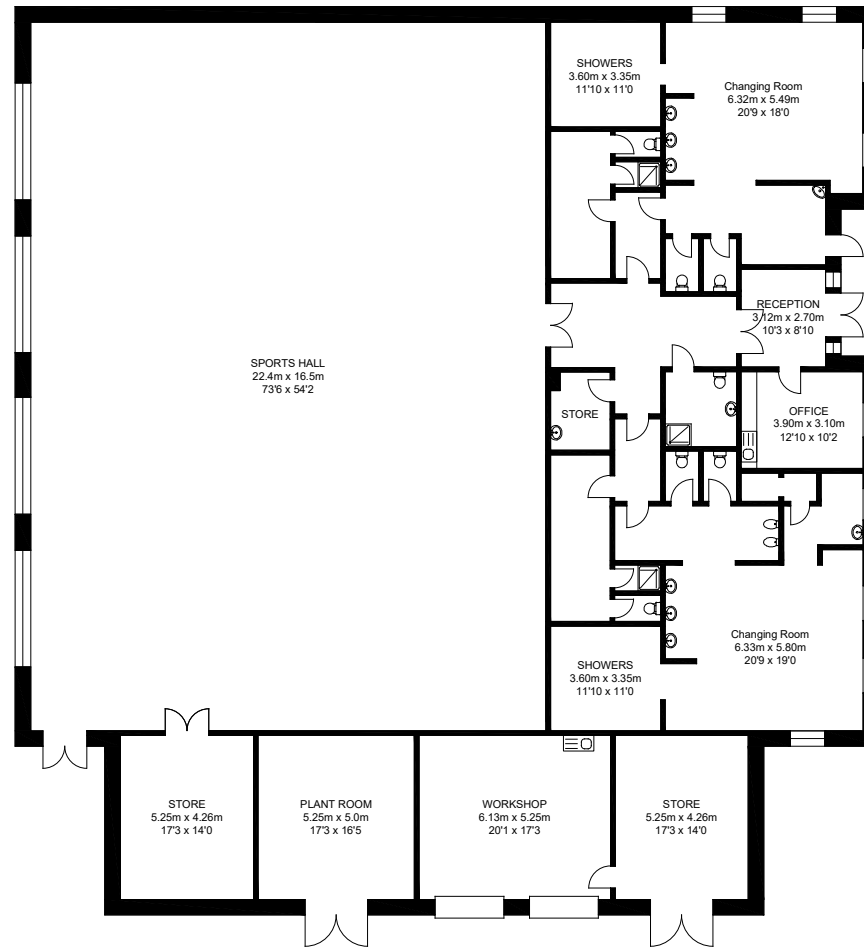 SHOWERS
3.60m x 3.35m
11'10 x 11'0
Changing Room
6.32m x 5.49m
20'9 x 18'0
RECEPTION
3.12m x 2.70m
10'3 x 8'10
SPORTS HALL
22.4m x 16.5m
73'6 x 54'2
STORE
OFFICE
3.90m x 3.10m
12'10 x 10'2
Changing Room
6.33m x 5.80m
20'9 x 19'0
SHOWERS
3.60m x 3.35m
11'10 x 11'0
STORE
5.25m x 4.26m
17'3 x 14'0
PLANT ROOM
5.25m x 5.0m
17'3 x 16'5
WORKSHOP
6.13m x 5.25m
20'1 x 17'3
STORE
5.25m x 4.26m
17'3 x 14'0